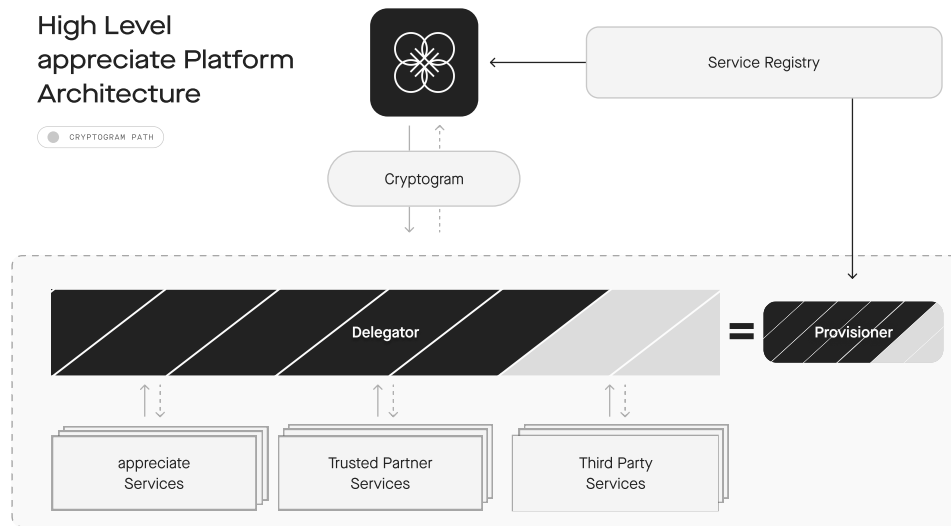 High Level
appreciate Platform
Architecture
CRYPTOGRAM PATH
Service Registry
Cryptogram
Delegator
Provisioner
appreciate
Services
Trusted Partner
Services
Third Party
Services